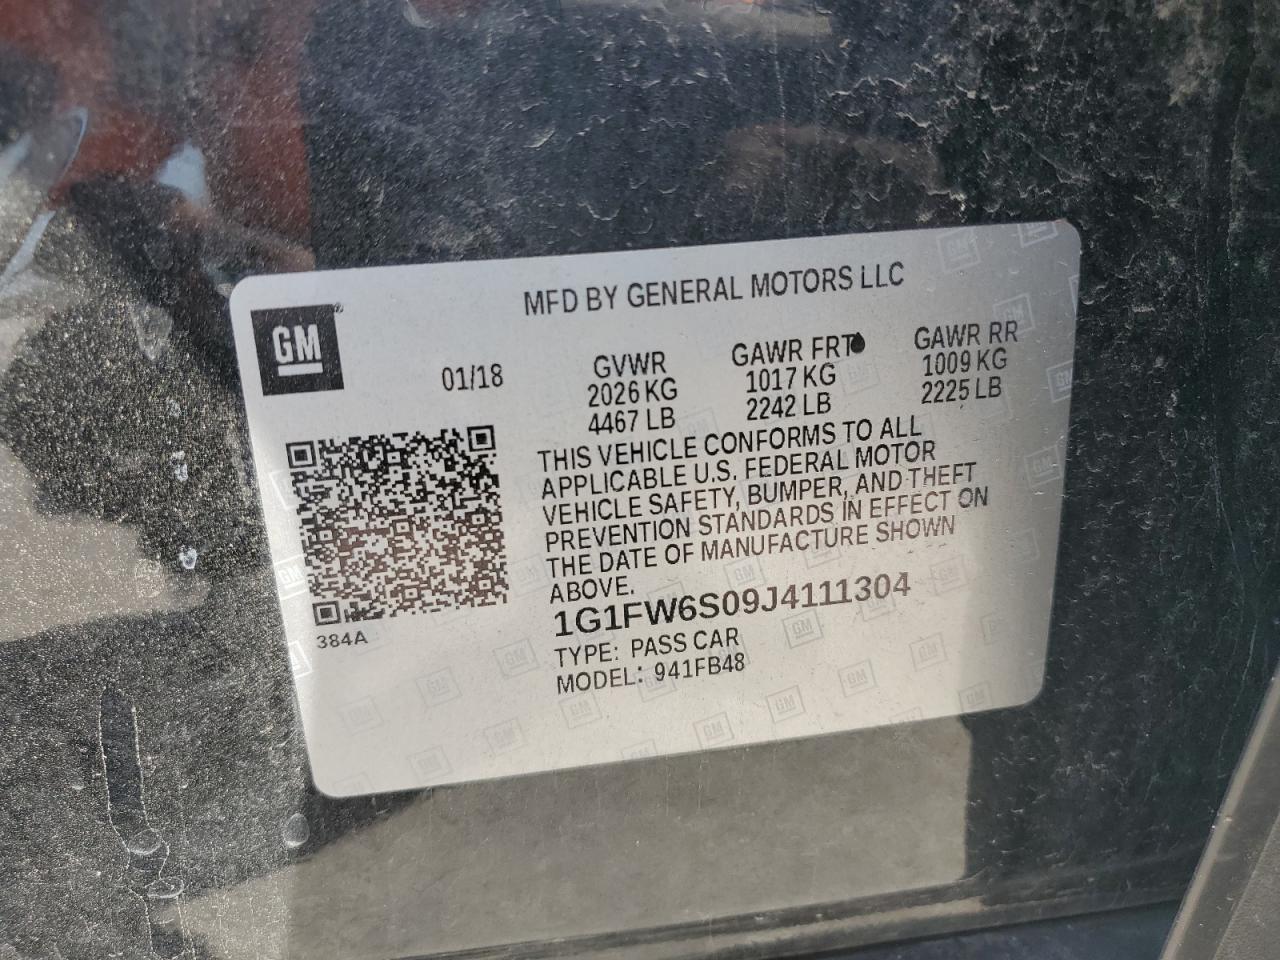 MFD BY GENERAL MOTORS LLC
GM
01/18
GVWR
2026 KG
4467 LB
GAWR FRT
1017 KG
2242 LB
GAWR RR
1009 KG
2225 LB
THIS VEHICLE CONFORMS TO ALL
APPLICABLE U.S. FEDERAL MOTOR
VEHICLE SAFETY, BUMPER, AND THEFT
PREVENTION STANDARDS IN EFFECT ON
THE DATE OF MANUFACTURE SHOWN
ABOVE.
1G1FW6S09J4111304
TYPE: PASS CAR
MODEL: 941FB48
384A